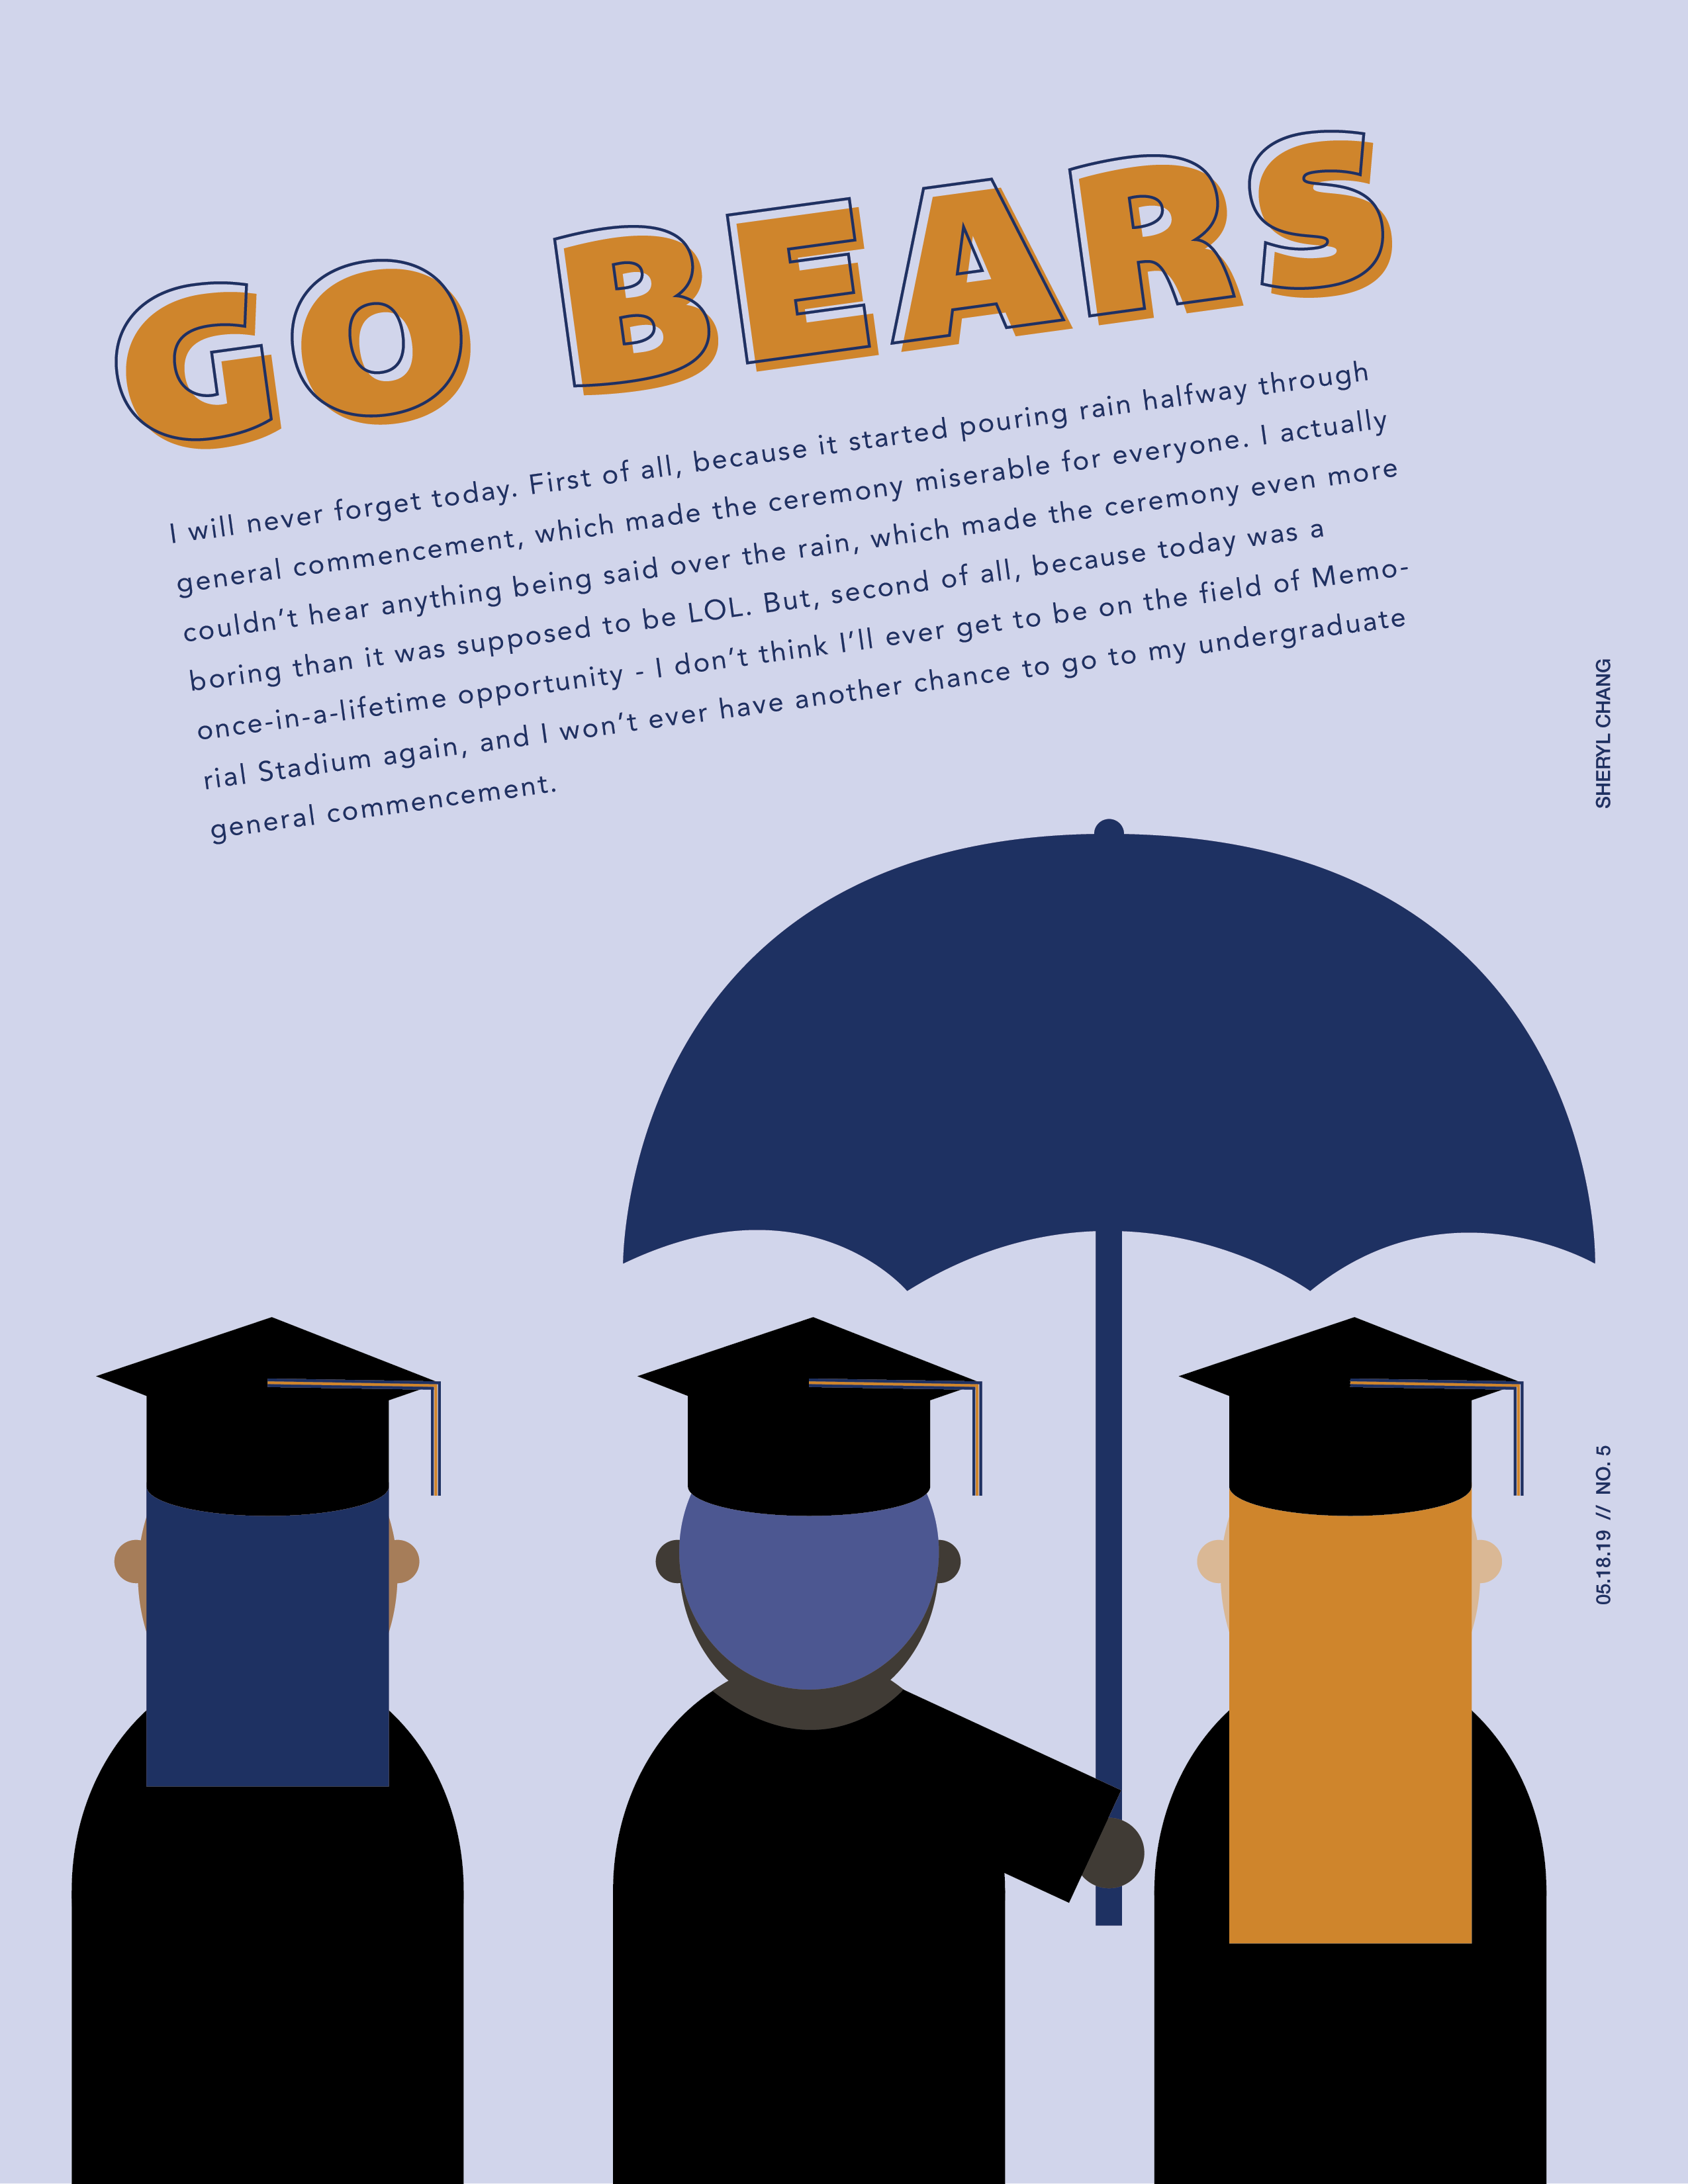 GO BEARS
I will never forget today. First of all, because it started pouring rain halfway through
general commencement, which made the ceremony miserable for everyone. I actually
couldn’t hear anything being said over the rain, which made the ceremony even more
boring than it was supposed to be LOL. But, second of all, because today was a
once-in-a-lifetime opportunity - I don’t think I’ll ever get to be on the field of Memo-
rial Stadium again, and I won’t ever have another chance to go to my undergraduate
general commencement.
SHERYL CHANG
05.18.19 // NO. 5